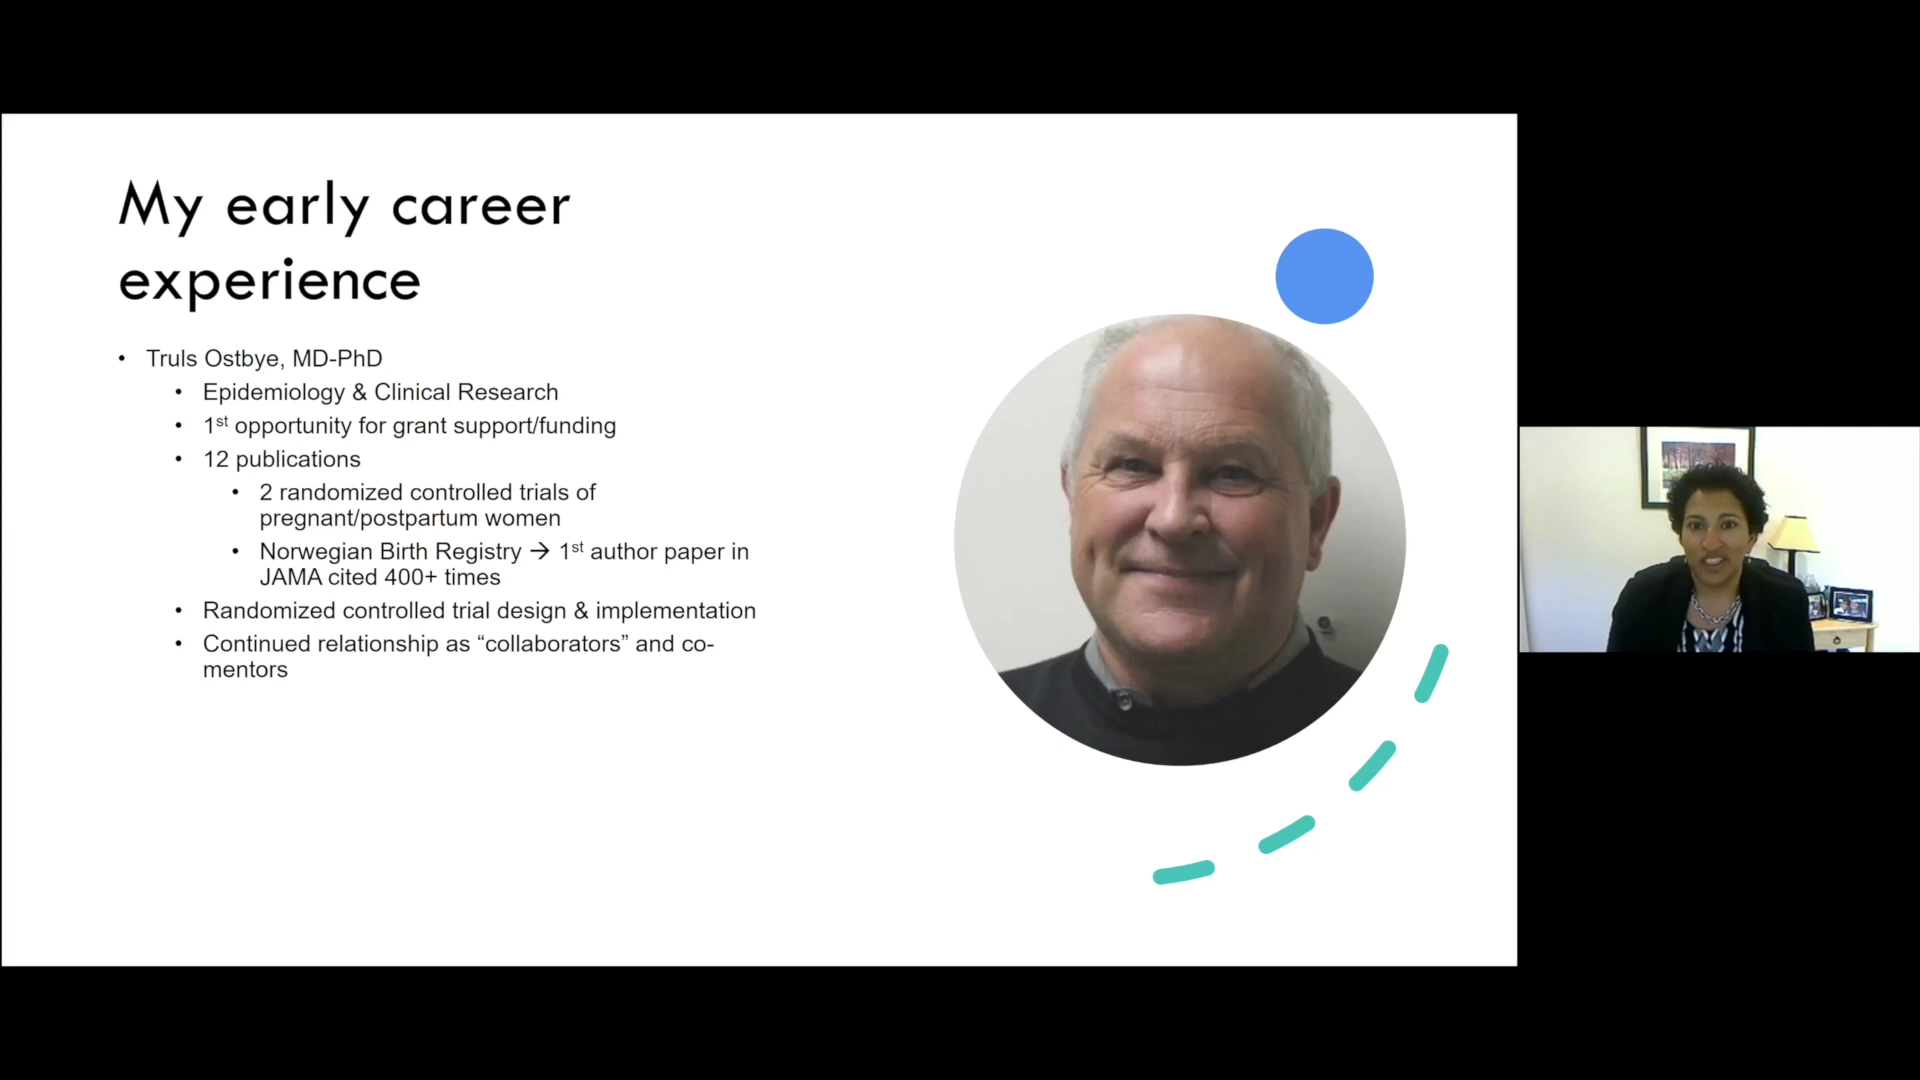 My early career
experience
• Truls Ostbye, MD-PhD
• Epidemiology & Clinical Research
• 1st opportunity for grant support/funding
• 12 publications
• 2 randomized controlled trials of
pregnant/postpartum women
• Norwegian Birth Registry → 1st author paper in
JAMA cited 400+ times
• Randomized controlled trial design & implementation
• Continued relationship as “collaborators” and co-
mentors